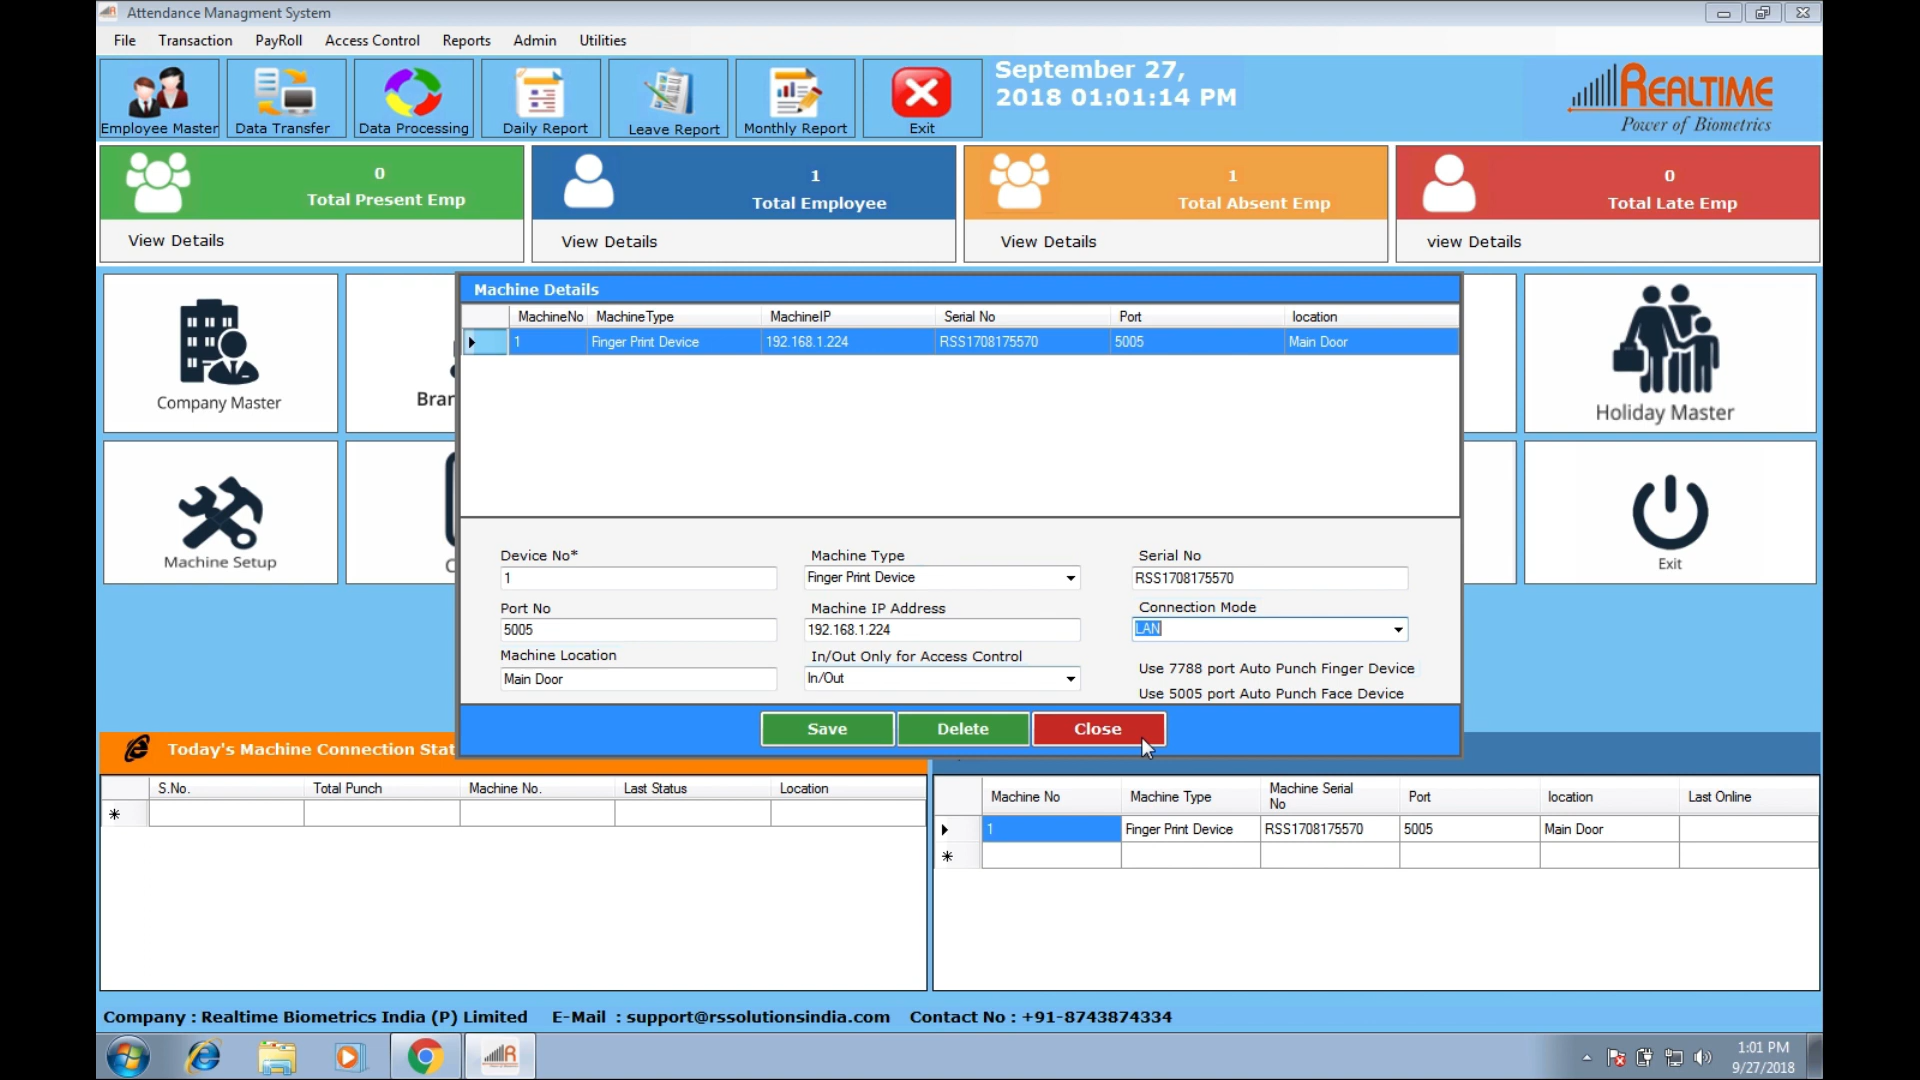 Attendance Managment System
File Transaction PayRoll Access Control Reports Admin Utilities
Employee Master Data Transfer Data Processing Daily Report Leave Report Monthly Report Exit
September 27,
2018 01:01:14 PM
REALTIME
Power of Biometrics
0
Total Present Emp
View Details
1
Total Employee
View Details
1
Total Absent Emp
View Details
0
Total Late Emp
view Details
Company Master
Bran
Holiday Master
Machine Setup
Exit
Machine Details
MachineNo MachineType MachineIP Serial No Port location
1 Finger Print Device 192.168.1.224 RSS1708175570 5005 Main Door
Device No* Machine Type Serial No
1 Finger Print Device RSS1708175570
Port No Machine IP Address Connection Mode
5005 192.168.1.224 LAN
Machine Location In/Out Only for Access Control
Main Door In/Out
Use 7788 port Auto Punch Finger Device
Use 5005 port Auto Punch Face Device
Save Delete Close
Today's Machine Connection Stat
S.No. Total Punch Machine No. Last Status Location
*
Machine No Machine Type Machine Serial No Port location Last Online
1 Finger Print Device RSS1708175570 5005 Main Door
*
Company : Realtime Biometrics India (P) Limited E-Mail : support@rssolutionsindia.com Contact No : +91-8743874334
1:01 PM
9/27/2018